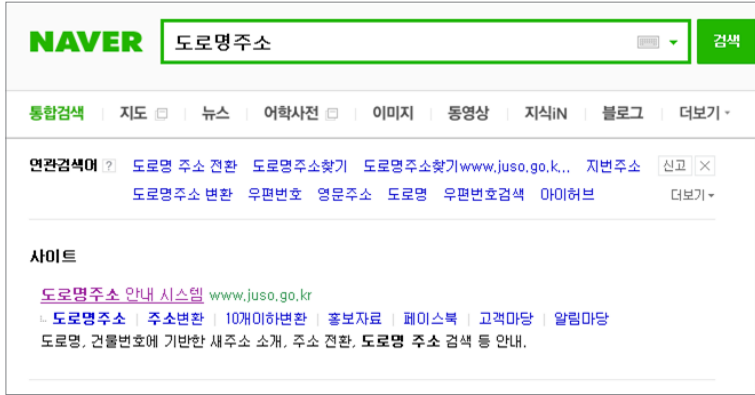 NAVER 도로명주소 검색
통합검색 지도 뉴스 어학사전 이미지 동영상 지식iN 블로그 더보기
연관검색어 ? 도로명 주소 전환 도로명주소찾기 도로명주소찾기www.juso.go.k... 지번주소 신고 ×
도로명주소 변환 우편번호 영문주소 도로명 우편번호검색 아이허브 더보기
사이트
도로명주소 안내 시스템 www.juso.go.kr
도로명주소 | 주소변환 | 10개이하변환 | 홍보자료 | 페이스북 | 고객마당 | 알림마당
도로명, 건물번호에 기반한 새주소 소개, 주소 전환, 도로명 주소 검색 등 안내.